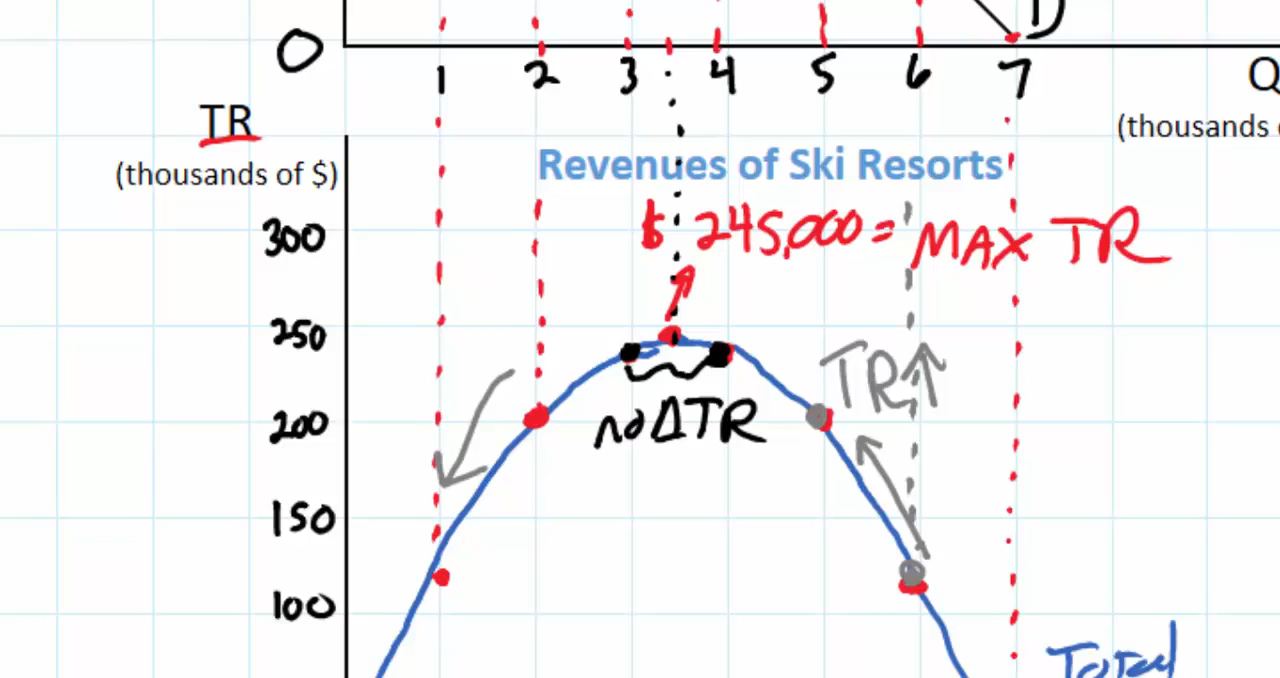 D
0
1 2 3 4 5 6 7 Q
TR
(thousands
(thousands of $)
Revenues of Ski Resorts
300
$ 245,000 = MAX TR
250
TR↑
200
no ΔTR
150
100
Total